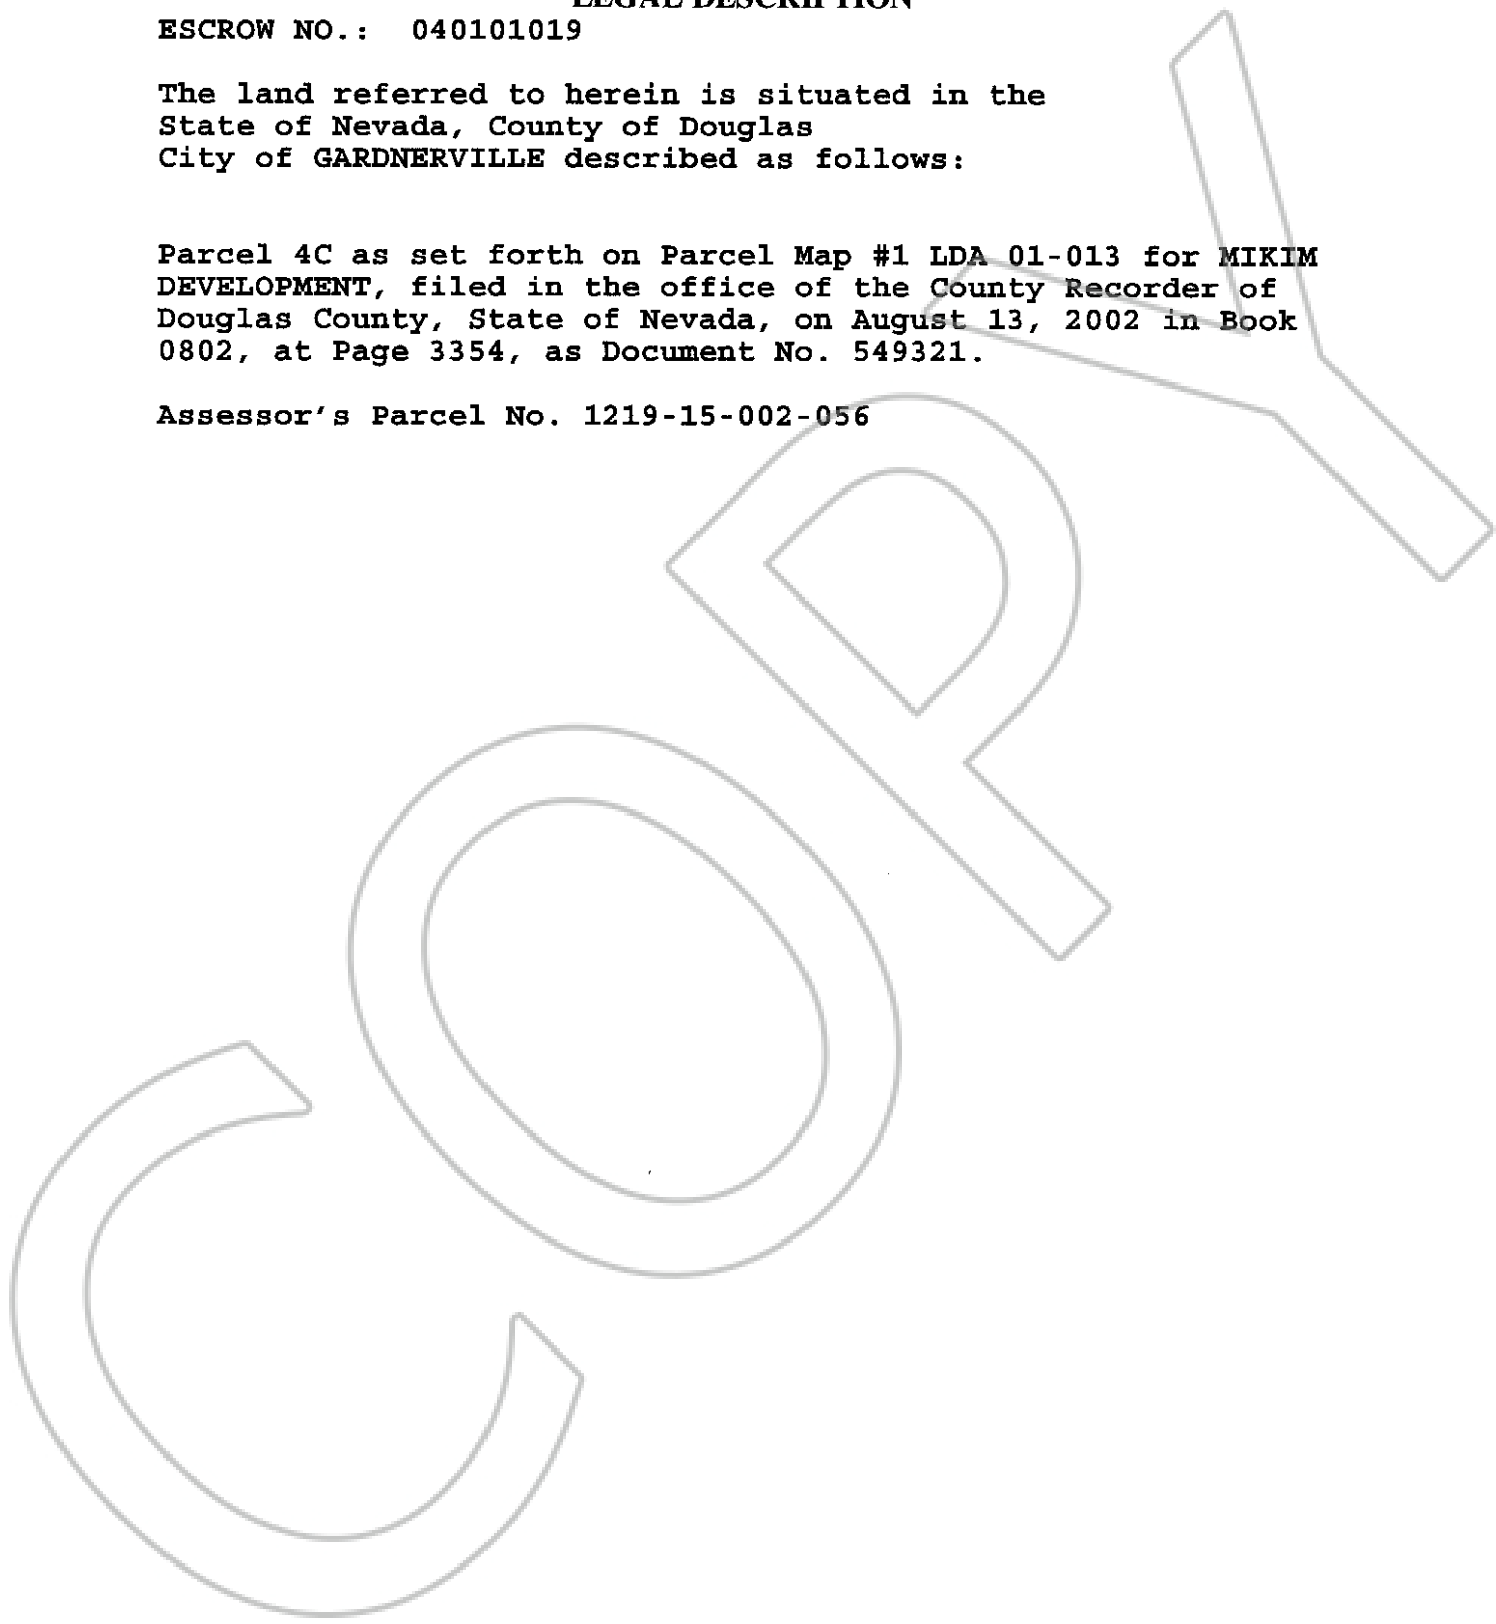 LEGAL DESCRIPTION
ESCROW NO.: 040101019
The land referred to herein is situated in the
State of Nevada, County of Douglas
City of GARDNERVILLE described as follows:
Parcel 4C as set forth on Parcel Map #1 LDA 01-013 for MIKIM
DEVELOPMENT, filed in the office of the County Recorder of
Douglas County, State of Nevada, on August 13, 2002 in Book
0802, at Page 3354, as Document No. 549321.
Assessor's Parcel No. 1219-15-002-056
COPY